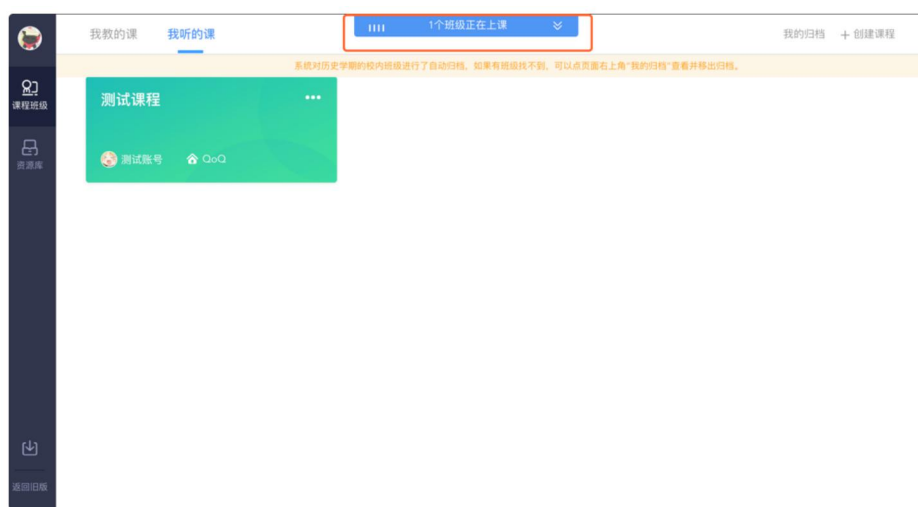 我教的课 我听的课 1个班级正在上课 我的归档 + 创建课程
系统对历史学期的校内班级进行了自动归档，如果有班级找不到，可以点页面右上角"我的归档"查看并移出归档。
课程班级
资源库
测试课程
测试账号 QoQ
返回旧版